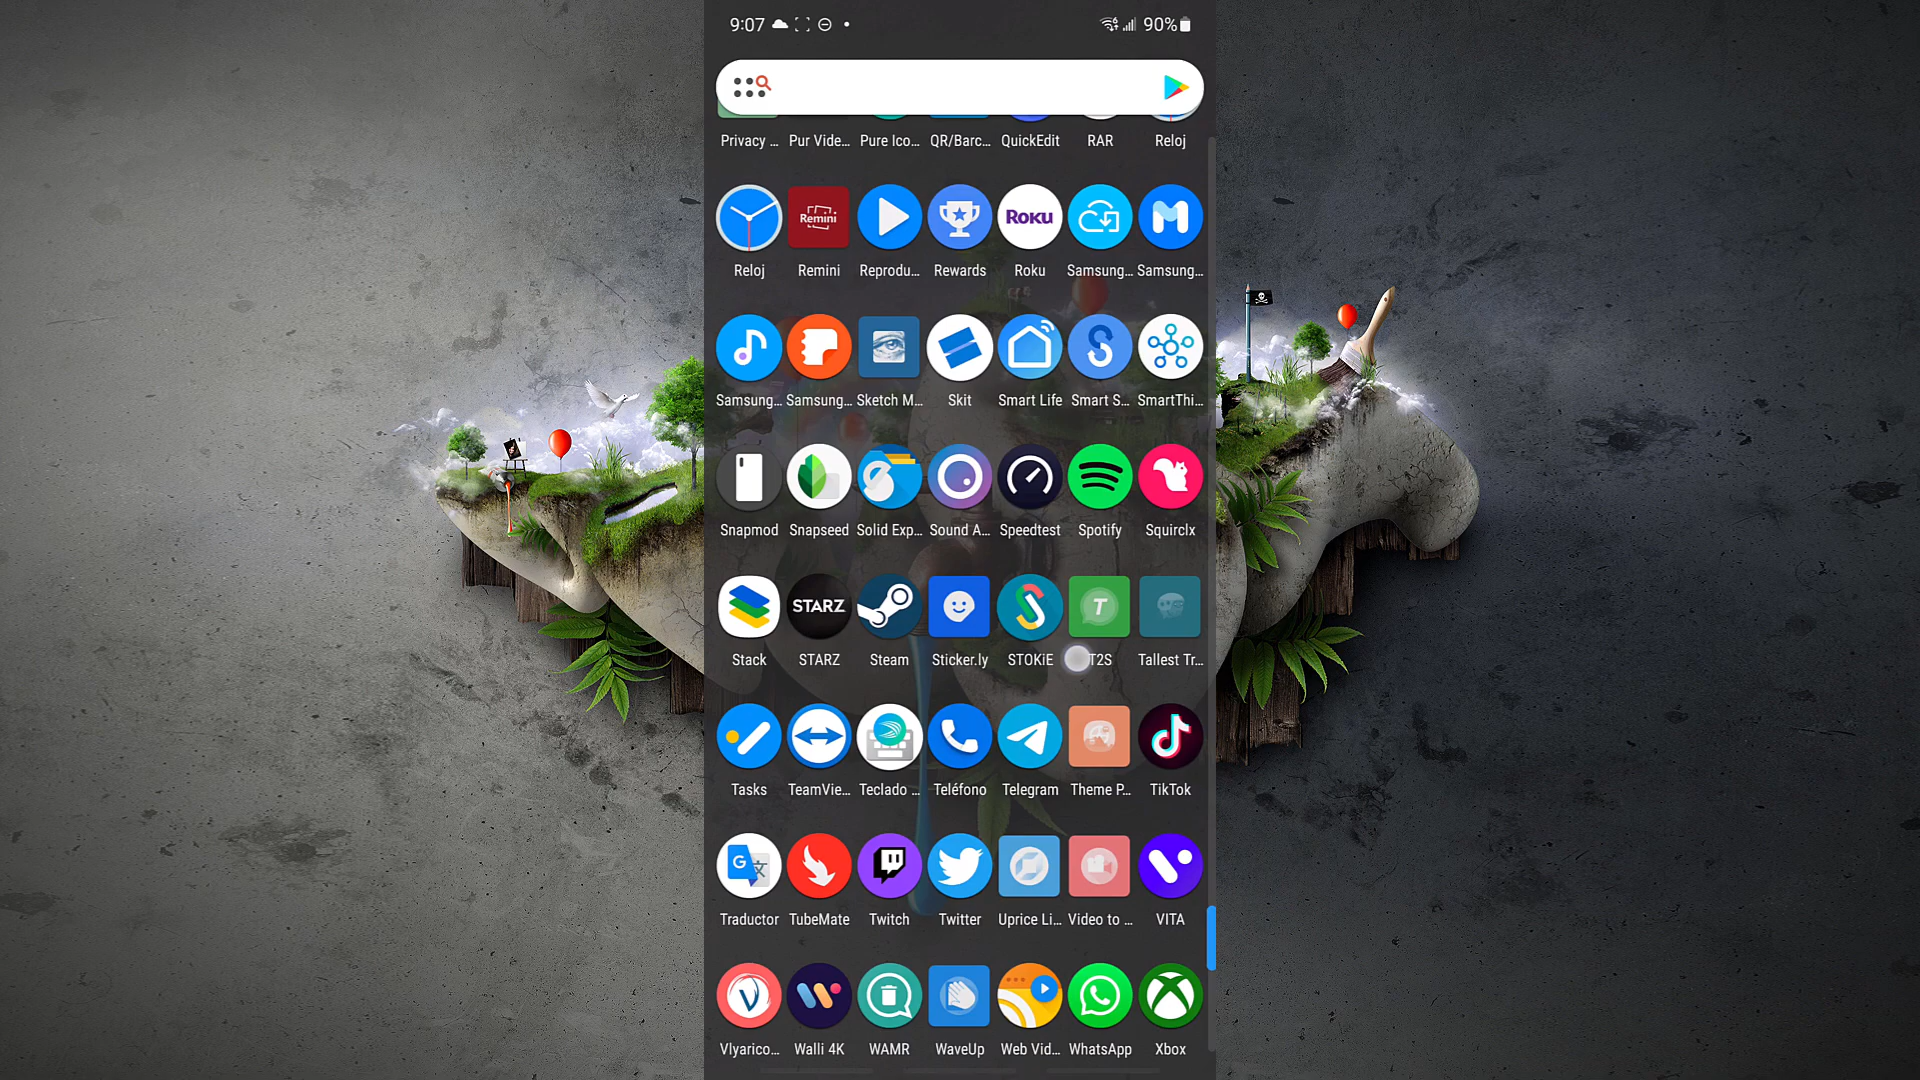 9:07 90%
Privacy ... Pur Vide... Pure Ico... QR/Barc... QuickEdit RAR Reloj
Remini Roku
Reloj Remini Reprodu... Rewards Roku Samsung... Samsung...
Samsung... Samsung... Sketch M... Skit Smart Life Smart S... SmartThi...
Snapmod Snapseed Solid Exp... Sound A... Speedtest Spotify Squirclx
STARZ T
Stack STARZ Steam Sticker.ly STOKiE T2S Tallest Tr...
Tasks TeamVie... Teclado ... Teléfono Telegram Theme P... TikTok
G 文
Traductor TubeMate Twitch Twitter Uprice Li... Video to ... VITA
Vlyarico... Walli 4K WAMR WaveUp Web Vid... WhatsApp Xbox